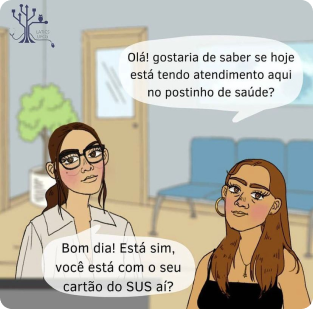 Olá! gostaria de saber se hoje
está tendo atendimento aqui
no postinho de saúde?
Bom dia! Está sim,
você está com o seu
cartão do SUS aí?